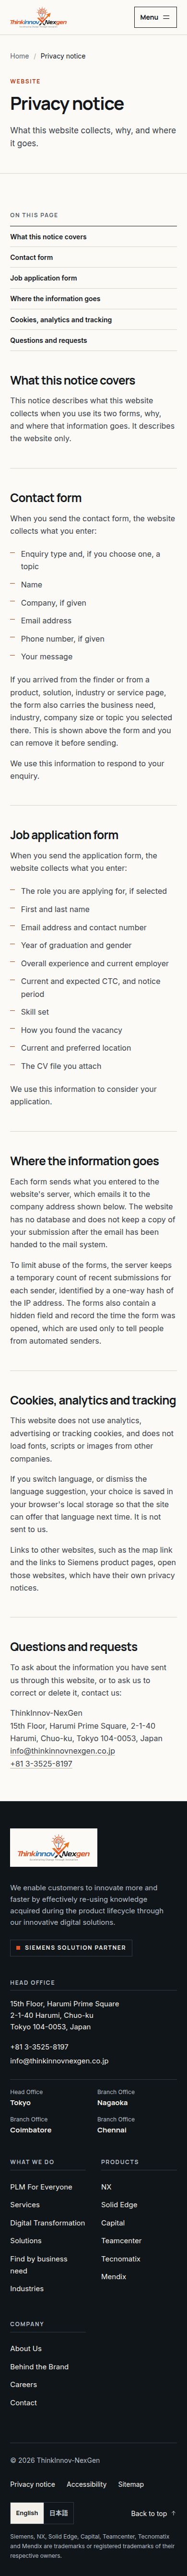 ThinkInnov NexGen
Menu
Home / Privacy notice
WEBSITE
Privacy notice
What this website collects, why, and where
it goes.
ON THIS PAGE
What this notice covers
Contact form
Job application form
Where the information goes
Cookies, analytics and tracking
Questions and requests
What this notice covers
This notice describes what this website
collects when you use its two forms, why,
and where that information goes. It describes
the website only.
Contact form
When you send the contact form, the website
collects what you enter:
Enquiry type and, if you choose one, a
topic
Name
Company, if given
Email address
Phone number, if given
Your message
If you arrived from the finder or from a
product, solution, industry or service page,
the form also carries the business need,
industry, company size or topic you selected
there. This is shown above the form and you
can remove it before sending.
We use this information to respond to your
enquiry.
Job application form
When you send the application form, the
website collects what you enter:
The role you are applying for, if selected
First and last name
Email address and contact number
Year of graduation and gender
Overall experience and current employer
Current and expected CTC, and notice
period
Skill set
How you found the vacancy
Current and preferred location
The CV file you attach
We use this information to consider your
application.
Where the information goes
Each form sends what you entered to the
website's server, which emails it to the
company address shown below. The website
has no database and does not keep a copy of
your submission after the email has been
handed to the mail system.
To limit abuse of the forms, the server keeps
a temporary count of recent submissions for
each sender, identified by a one-way hash of
the IP address. The forms also contain a
hidden field and record the time the form was
opened, which are used only to tell people
from automated senders.
Cookies, analytics and tracking
This website does not use analytics,
advertising or tracking cookies, and does not
load fonts, scripts or images from other
companies.
If you switch language, or dismiss the
language suggestion, your choice is saved in
your browser's local storage so that the site
can offer that language next time. It is not
sent to us.
Links to other websites, such as the map link
and the links to Siemens product pages, open
those websites, which have their own privacy
notices.
Questions and requests
To ask about the information you have sent
us through this website, or to ask us to
correct or delete it, contact us:
ThinkInnov-NexGen
15th Floor, Harumi Prime Square, 2-1-40
Harumi, Chuo-ku, Tokyo 104-0053, Japan
info@thinkinnovnexgen.co.jp
+81 3-3525-8197
ThinkInnov Nexgen
We enable customers to innovate more and
faster by effectively re-using knowledge
acquired during the product lifecycle through
our innovative digital solutions.
SIEMENS SOLUTION PARTNER
HEAD OFFICE
15th Floor, Harumi Prime Square
2-1-40 Harumi, Chuo-ku
Tokyo 104-0053, Japan
+81 3-3525-8197
info@thinkinnovnexgen.co.jp
Head Office
Tokyo
Branch Office
Nagaoka
Branch Office
Coimbatore
Branch Office
Chennai
WHAT WE DO
PLM For Everyone
Services
Digital Transformation
Solutions
Find by business
need
Industries
PRODUCTS
NX
Solid Edge
Capital
Teamcenter
Tecnomatix
Mendix
COMPANY
About Us
Behind the Brand
Careers
Contact
© 2026 ThinkInnov-NexGen
Privacy notice Accessibility Sitemap
English 日本語
Back to top ↑
Siemens, NX, Solid Edge, Capital, Teamcenter, Tecnomatix
and Mendix are trademarks or registered trademarks of their
respective owners.